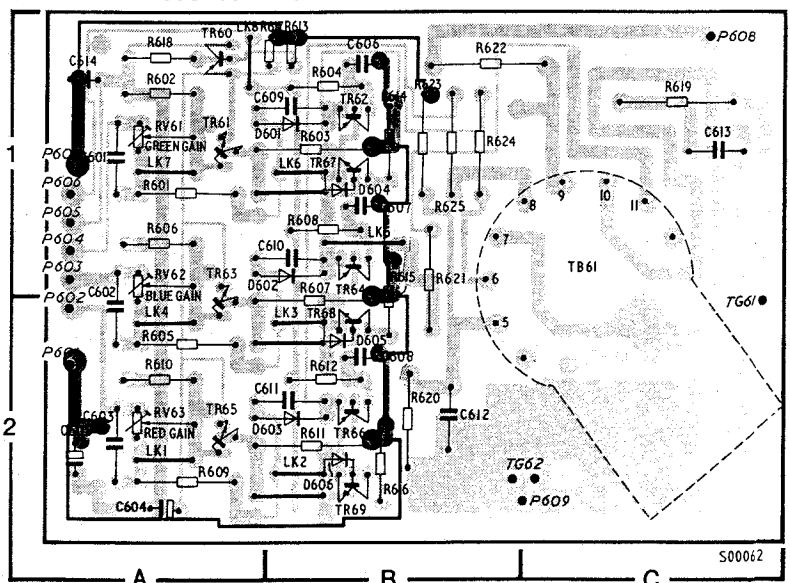 P608
TR60
R618
C614
R602
LK8
TR613
C606
R604
C609
TR62
D601
R603
R622
R623
R619
C613
R624
RV61
GREEN GAIN
TR61
LK7
R601
LK6
TR67
D604
R625
1
P606
P605
P604
P603
P602
R606
R608
LK5
C610
TR63
RV62
BLUE GAIN
C602
D602
R607
TR64
R615
R621
LK4
R605
LK3
TR68
D605
8
9
10
11
7
6
5
TB61
TG61
R610
R612
C611
RV63
RED GAIN
TR65
C603
D603
R611
TR66
R620
C612
2
LK1
R609
LK2
D606
C604
TR69
R616
TG62
P609
S00062
A
B
C